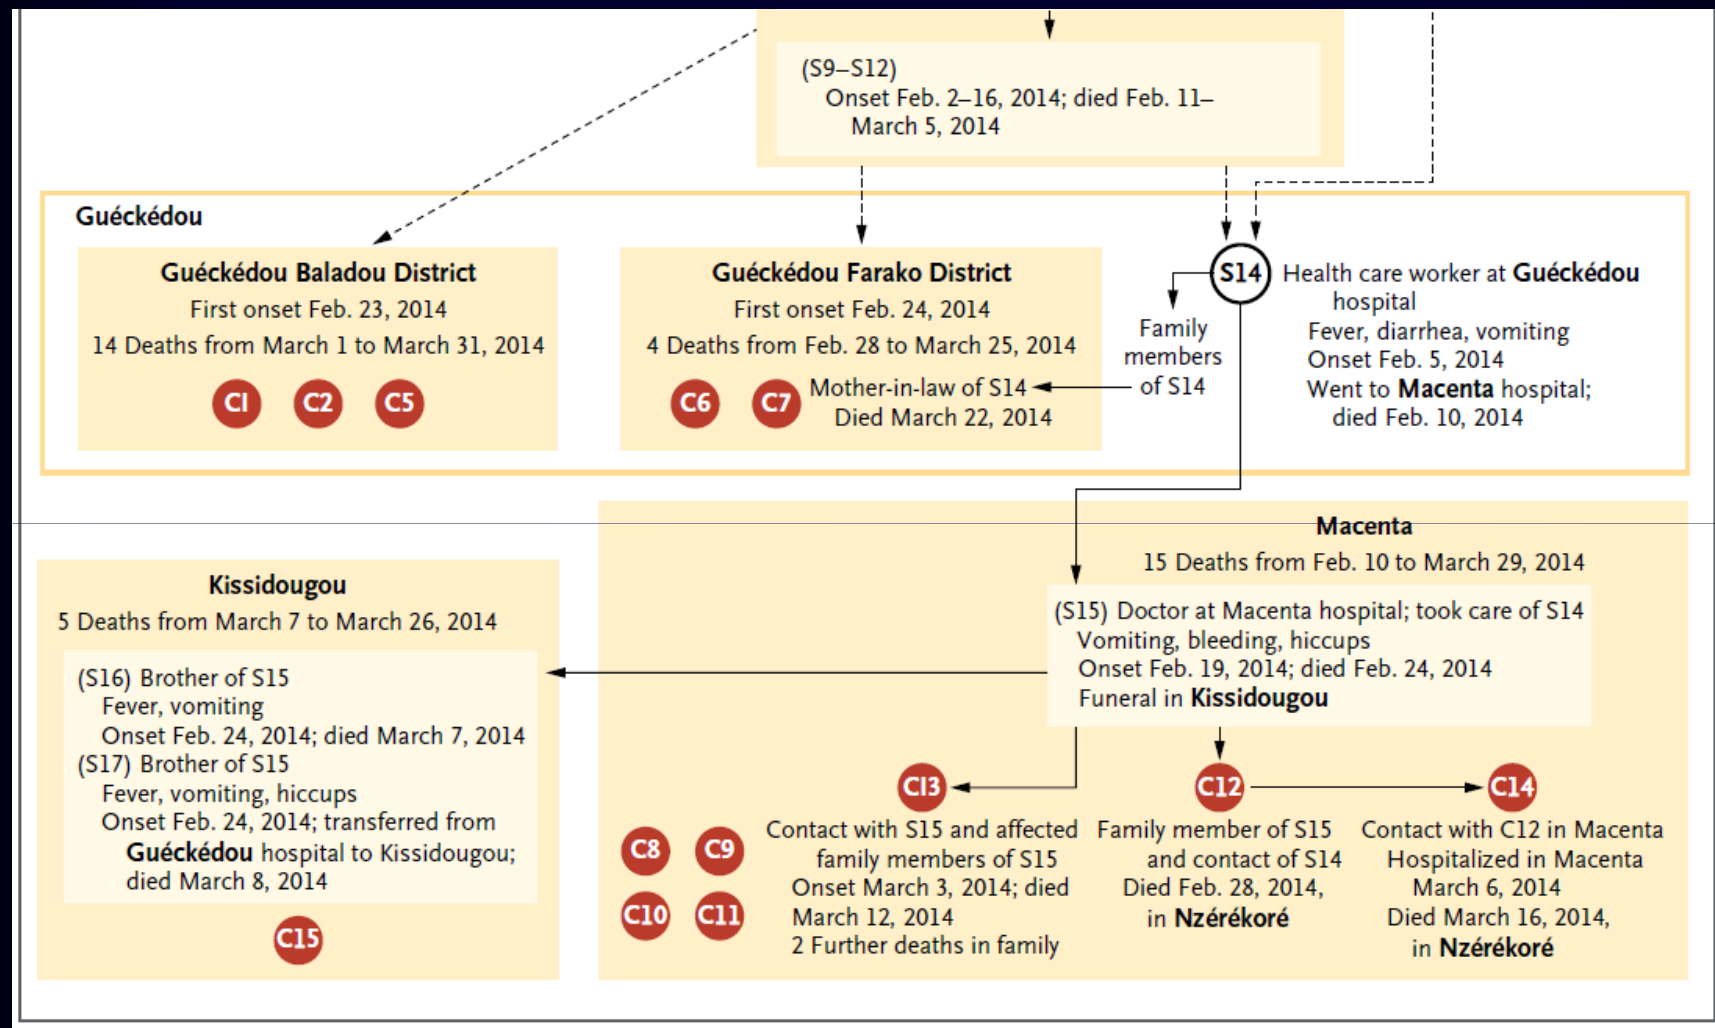 (S9–S12)
Onset Feb. 2–16, 2014; died Feb. 11–
March 5, 2014
Guéckédou
Guéckédou Baladou District
First onset Feb. 23, 2014
14 Deaths from March 1 to March 31, 2014
C1
C2
C5
Guéckédou Farako District
First onset Feb. 24, 2014
4 Deaths from Feb. 28 to March 25, 2014
C6
C7
Mother-in-law of S14
Died March 22, 2014
Family
members
of S14
S14
Health care worker at Guéckédou
hospital
Fever, diarrhea, vomiting
Onset Feb. 5, 2014
Went to Macenta hospital;
died Feb. 10, 2014
Kissidougou
5 Deaths from March 7 to March 26, 2014
(S16) Brother of S15
Fever, vomiting
Onset Feb. 24, 2014; died March 7, 2014
(S17) Brother of S15
Fever, vomiting, hiccups
Onset Feb. 24, 2014; transferred from
Guéckédou hospital to Kissidougou;
died March 8, 2014
C15
Macenta
15 Deaths from Feb. 10 to March 29, 2014
(S15) Doctor at Macenta hospital; took care of S14
Vomiting, bleeding, hiccups
Onset Feb. 19, 2014; died Feb. 24, 2014
Funeral in Kissidougou
C8
C9
C10
C11
C13
Contact with S15 and affected
family members of S15
Onset March 3, 2014; died
March 12, 2014
2 Further deaths in family
C12
Family member of S15
and contact of S14
Died Feb. 28, 2014,
in Nzérékoré
C14
Contact with C12 in Macenta
Hospitalized in Macenta
March 6, 2014
Died March 16, 2014,
in Nzérékoré